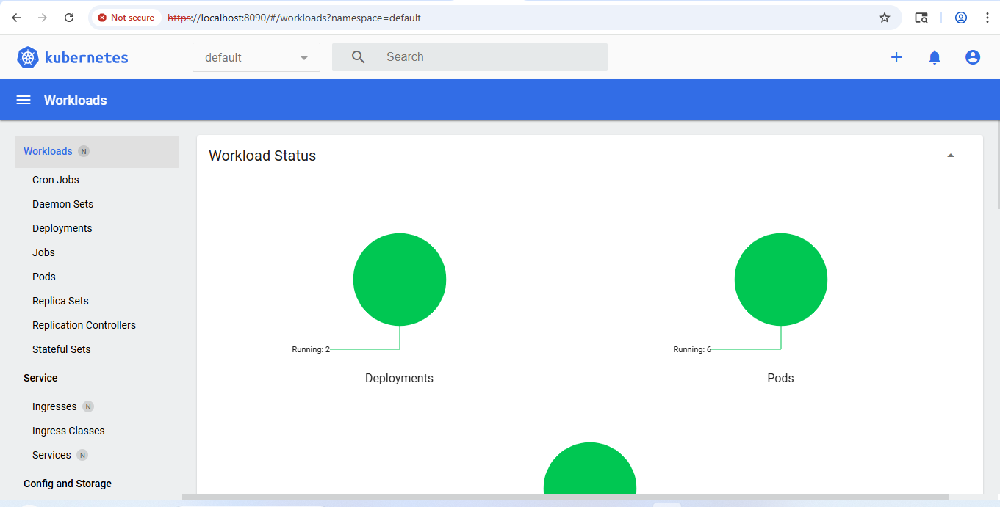 Not secure https://localhost:8090/#/workloads?namespace=default
kubernetes default Search
Workloads
Workloads N
Cron Jobs
Daemon Sets
Deployments
Jobs
Pods
Replica Sets
Replication Controllers
Stateful Sets
Service
Ingresses N
Ingress Classes
Services N
Config and Storage
Workload Status
Running: 2
Deployments
Running: 6
Pods